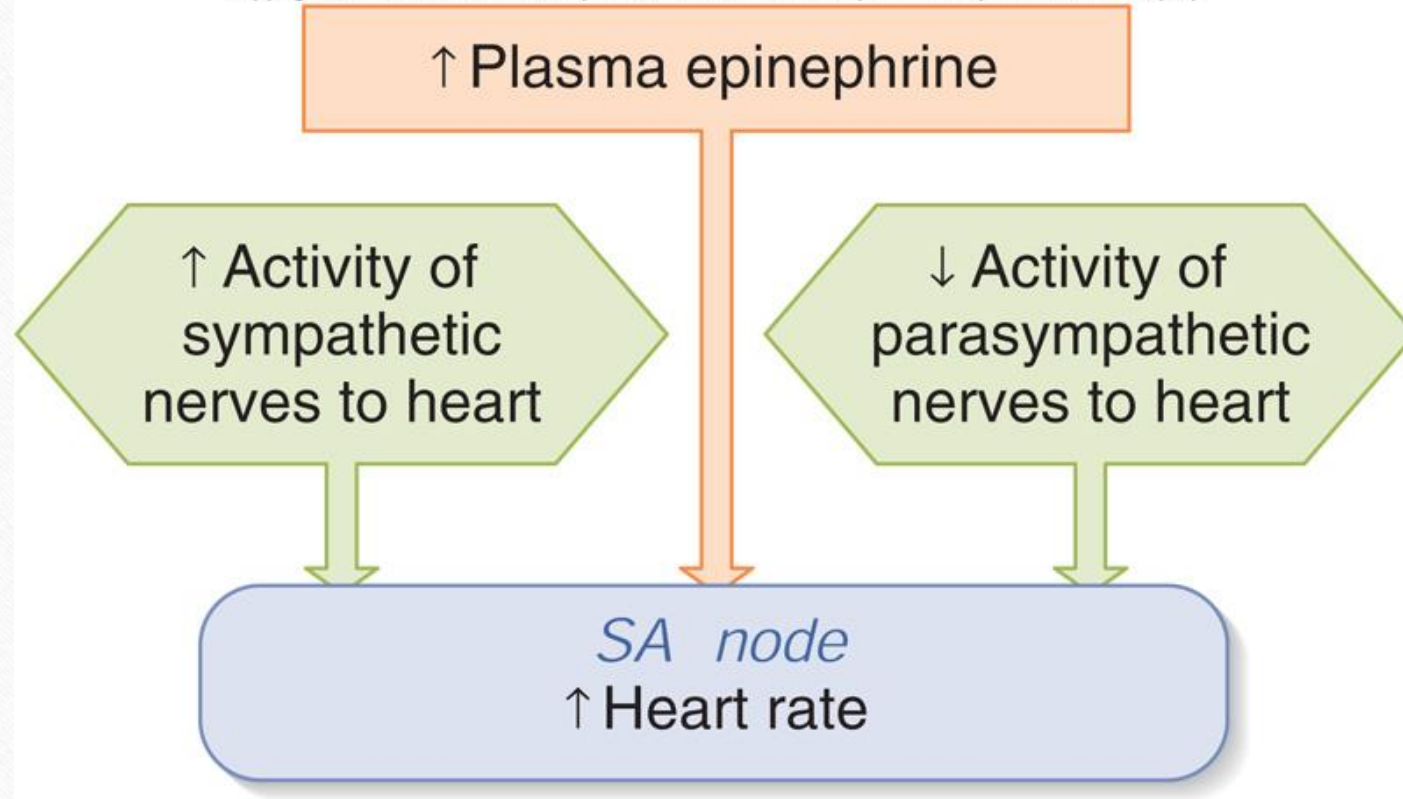 ↑ Plasma epinephrine
↑ Activity of
sympathetic
nerves to heart
↓ Activity of
parasympathetic
nerves to heart
SA node
↑ Heart rate